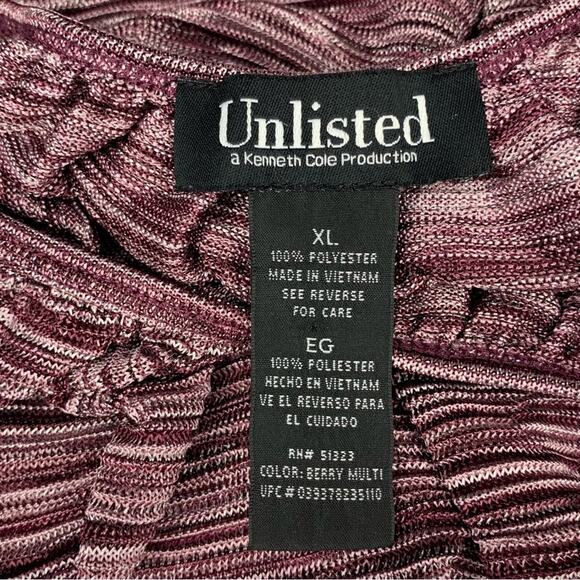 Unlisted
a Kenneth Cole Production
XL
100% POLYESTER
MADE IN VIETNAM
SEE REVERSE
FOR CARE
EG
100% POLIESTER
HECHO EN VIETNAM
VE EL REVERSO PARA
EL CUIDADO
RN# 51323
COLOR: BERRY MULTI
UPC # 039378235110